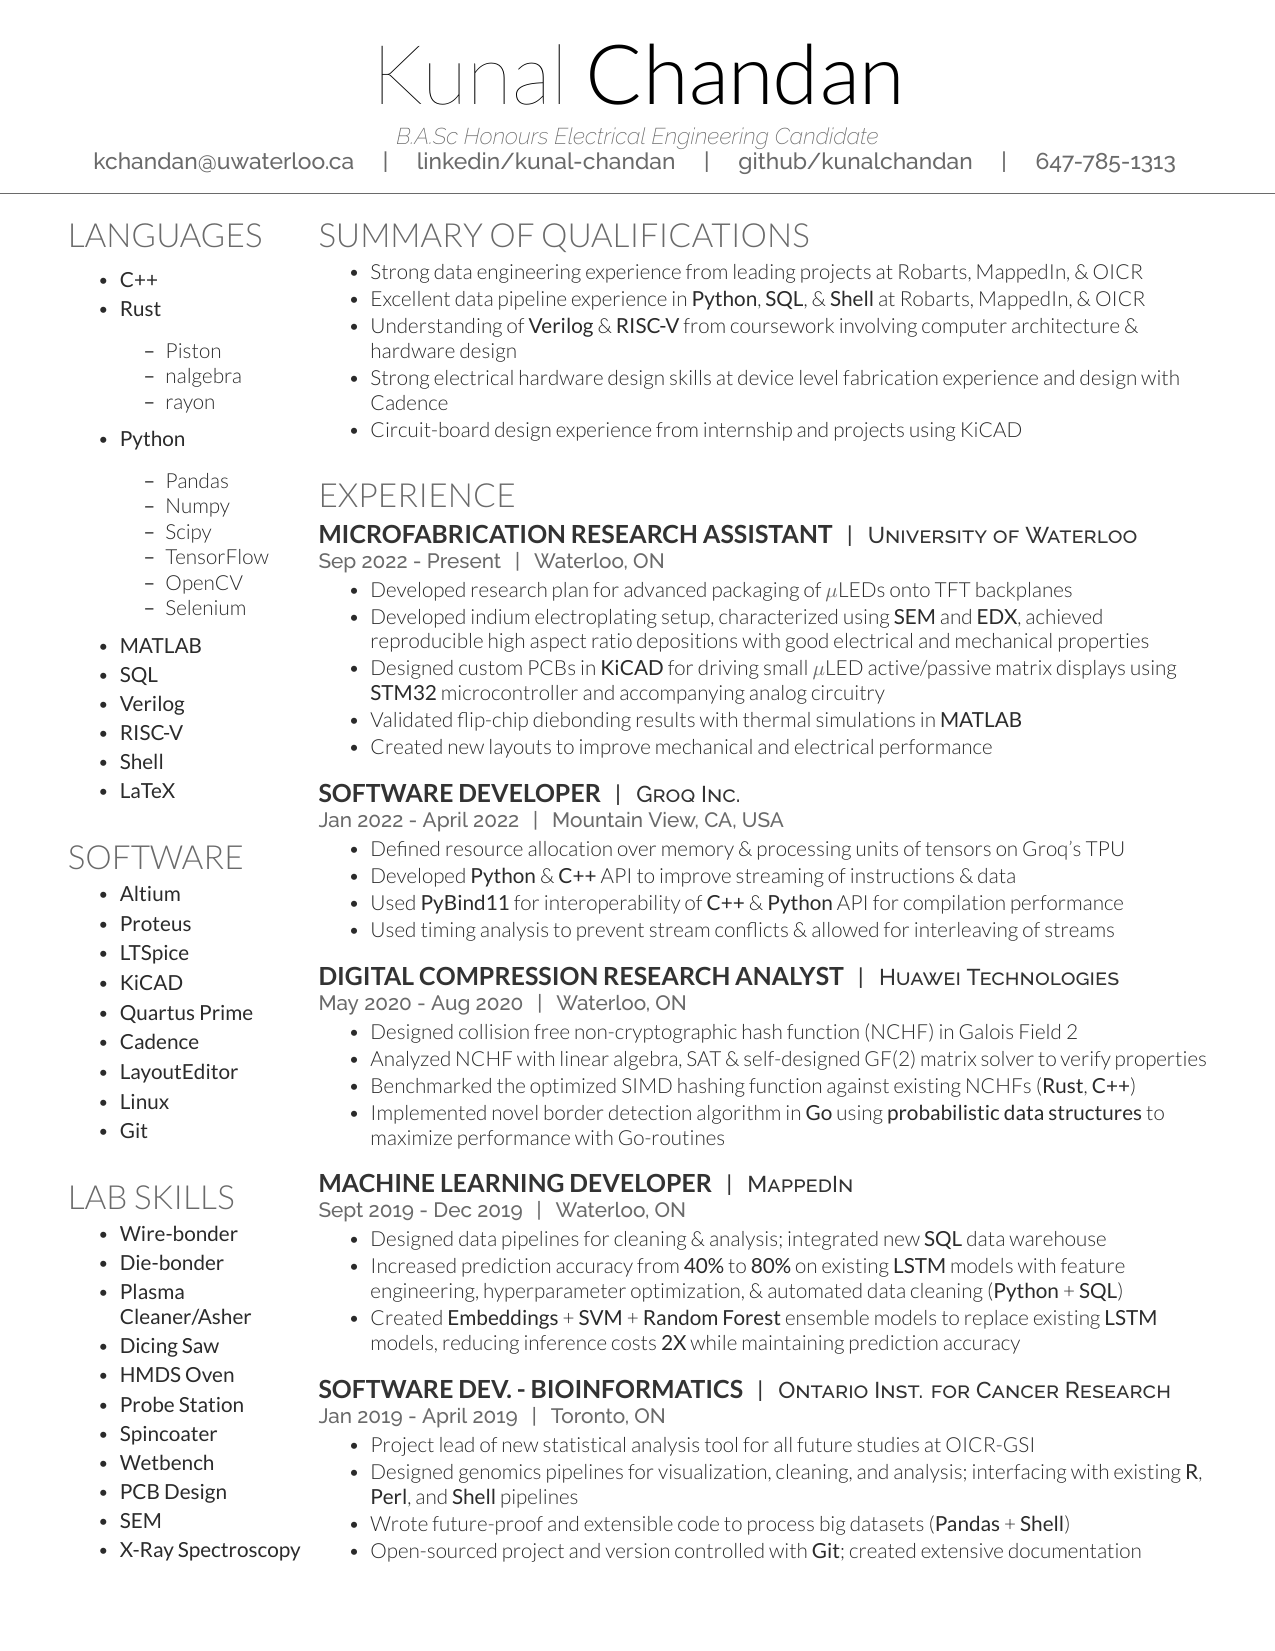 Kunal Chandan
B.A.Sc Honours Electrical Engineering Candidate
kchandan@uwaterloo.ca | linkedin/kunal-chandan | github/kunalchandan | 647-785-1313
LANGUAGES
• C++
• Rust
– Piston
– nalgebra
– rayon
• Python
– Pandas
– Numpy
– Scipy
– TensorFlow
– OpenCV
– Selenium
• MATLAB
• SQL
• Verilog
• RISC-V
• Shell
• LaTeX
SOFTWARE
• Altium
• Proteus
• LTSpice
• KiCAD
• Quartus Prime
• Cadence
• LayoutEditor
• Linux
• Git
LAB SKILLS
• Wire-bonder
• Die-bonder
• Plasma
Cleaner/Asher
• Dicing Saw
• HMDS Oven
• Probe Station
• Spincoater
• Wetbench
• PCB Design
• SEM
• X-Ray Spectroscopy
SUMMARY OF QUALIFICATIONS
• Strong data engineering experience from leading projects at Robarts, MappedIn, & OICR
• Excellent data pipeline experience in Python, SQL, & Shell at Robarts, MappedIn, & OICR
• Understanding of Verilog & RISC-V from coursework involving computer architecture &
hardware design
• Strong electrical hardware design skills at device level fabrication experience and design with
Cadence
• Circuit-board design experience from internship and projects using KiCAD
EXPERIENCE
MICROFABRICATION RESEARCH ASSISTANT | University of Waterloo
Sep 2022 - Present | Waterloo, ON
• Developed research plan for advanced packaging of μLEDs onto TFT backplanes
• Developed indium electroplating setup, characterized using SEM and EDX, achieved
reproducible high aspect ratio depositions with good electrical and mechanical properties
• Designed custom PCBs in KiCAD for driving small μLED active/passive matrix displays using
STM32 microcontroller and accompanying analog circuitry
• Validated flip-chip diebonding results with thermal simulations in MATLAB
• Created new layouts to improve mechanical and electrical performance
SOFTWARE DEVELOPER | Groq Inc.
Jan 2022 - April 2022 | Mountain View, CA, USA
• Defined resource allocation over memory & processing units of tensors on Groq's TPU
• Developed Python & C++ API to improve streaming of instructions & data
• Used PyBind11 for interoperability of C++ & Python API for compilation performance
• Used timing analysis to prevent stream conflicts & allowed for interleaving of streams
DIGITAL COMPRESSION RESEARCH ANALYST | Huawei Technologies
May 2020 - Aug 2020 | Waterloo, ON
• Designed collision free non-cryptographic hash function (NCHF) in Galois Field 2
• Analyzed NCHF with linear algebra, SAT & self-designed GF(2) matrix solver to verify properties
• Benchmarked the optimized SIMD hashing function against existing NCHFs (Rust, C++)
• Implemented novel border detection algorithm in Go using probabilistic data structures to
maximize performance with Go-routines
MACHINE LEARNING DEVELOPER | MappedIn
Sept 2019 - Dec 2019 | Waterloo, ON
• Designed data pipelines for cleaning & analysis; integrated new SQL data warehouse
• Increased prediction accuracy from 40% to 80% on existing LSTM models with feature
engineering, hyperparameter optimization, & automated data cleaning (Python + SQL)
• Created Embeddings + SVM + Random Forest ensemble models to replace existing LSTM
models, reducing inference costs 2X while maintaining prediction accuracy
SOFTWARE DEV. - BIOINFORMATICS | Ontario Inst. for Cancer Research
Jan 2019 - April 2019 | Toronto, ON
• Project lead of new statistical analysis tool for all future studies at OICR-GSI
• Designed genomics pipelines for visualization, cleaning, and analysis; interfacing with existing R,
Perl, and Shell pipelines
• Wrote future-proof and extensible code to process big datasets (Pandas + Shell)
• Open-sourced project and version controlled with Git; created extensive documentation